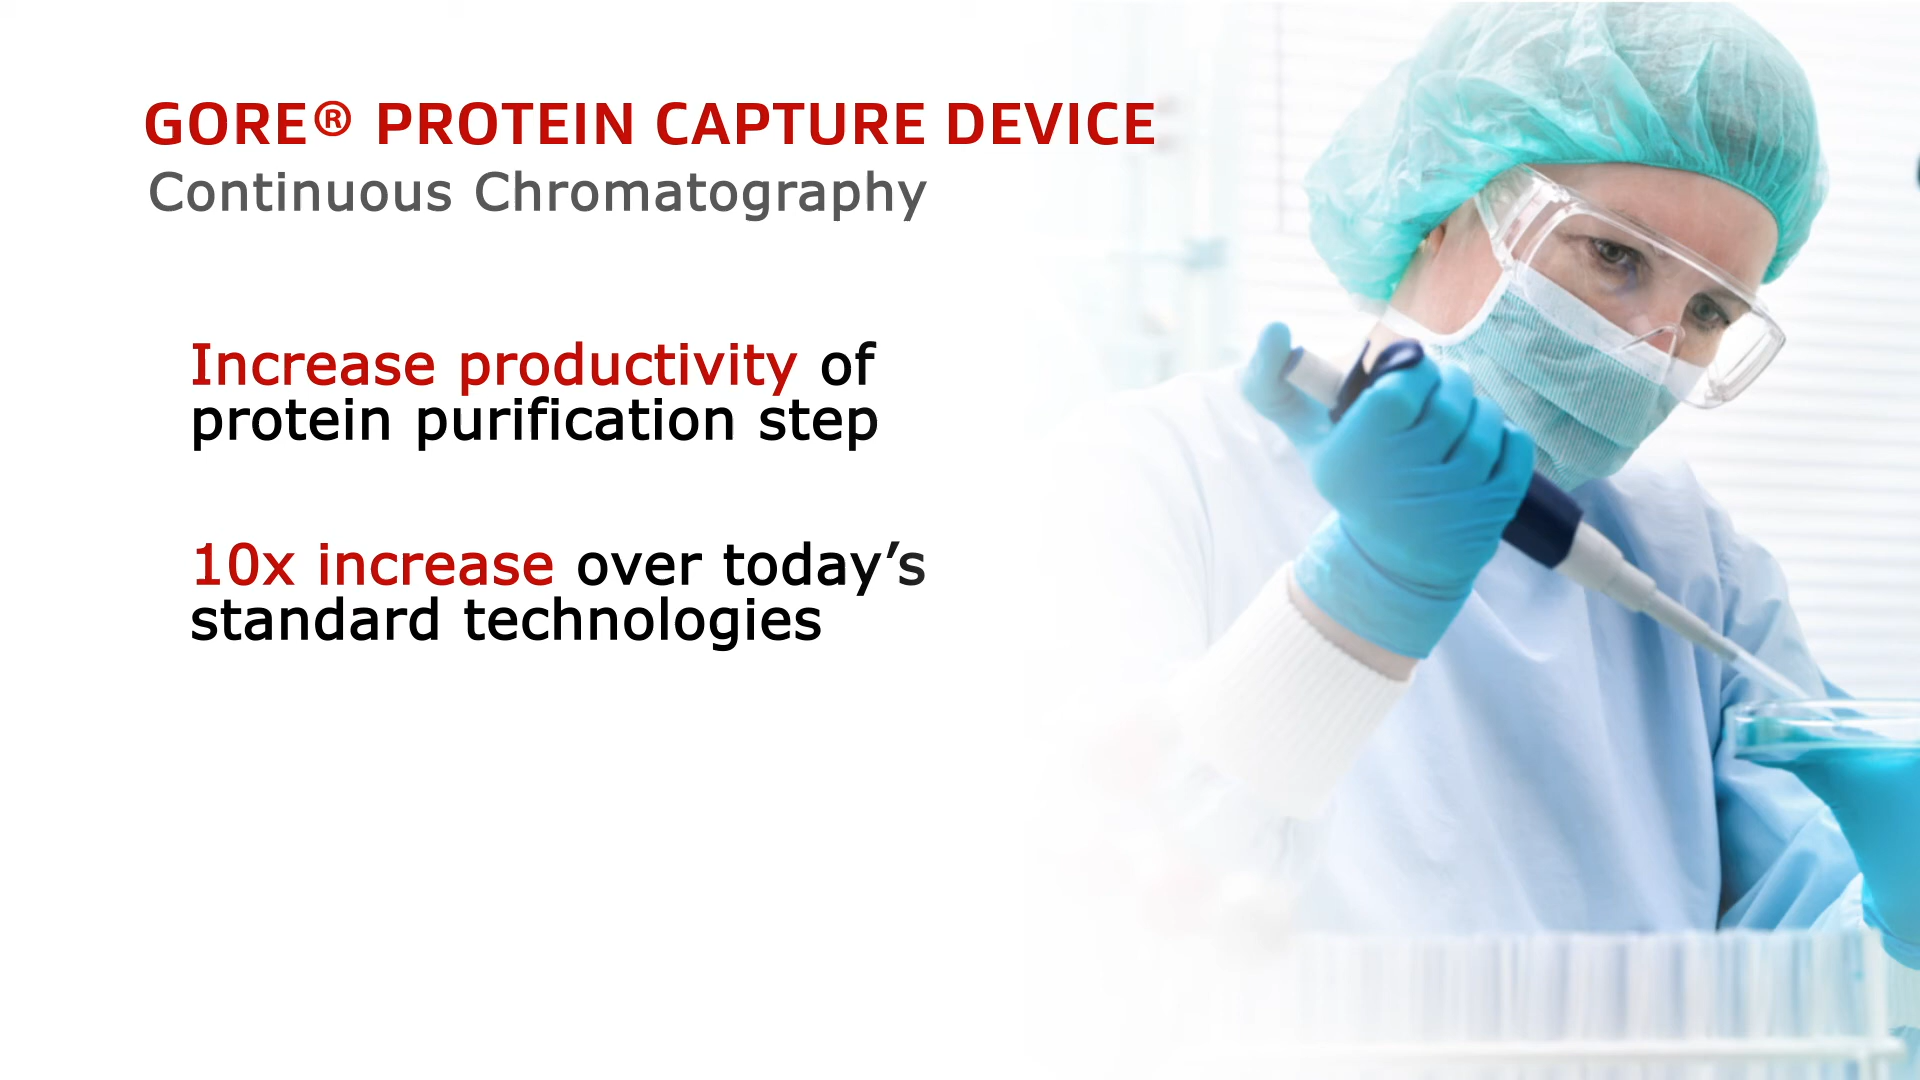 GORE® PROTEIN CAPTURE DEVICE
Continuous Chromatography
Increase productivity of
protein purification step
10x increase over today’s
standard technologies